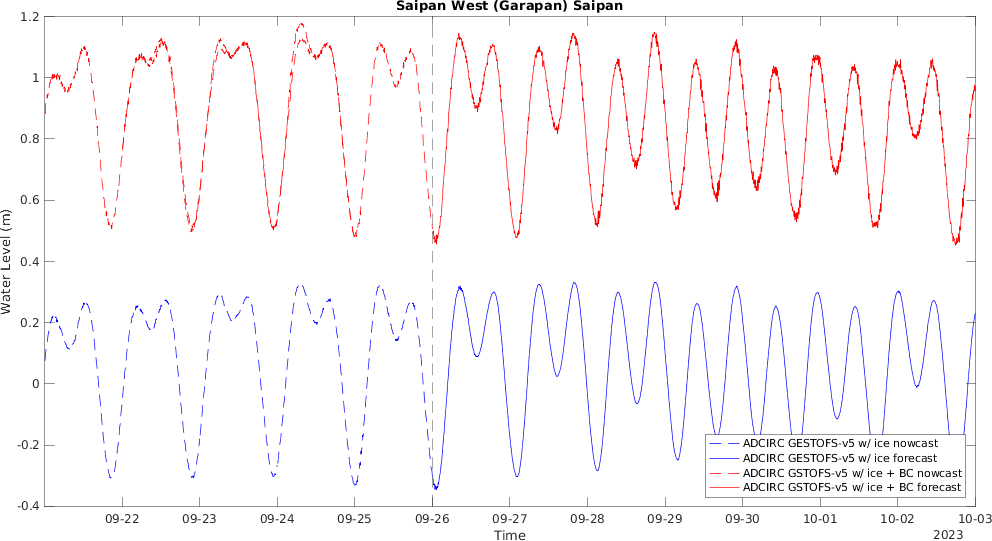 Saipan West (Garapan) Saipan
1.2
1
0.8
0.6
0.4
0.2
0
-0.2
-0.4
Water Level (m)
ADCIRC GESTOFS-v5 w/ ice nowcast
ADCIRC GESTOFS-v5 w/ ice forecast
ADCIRC GSTOFS-v5 w/ ice + BC nowcast
ADCIRC GSTOFS-v5 w/ ice + BC forecast
09-22 09-23 09-24 09-25 09-26 09-27 09-28 09-29 09-30 10-01 10-02 10-03
Time
2023